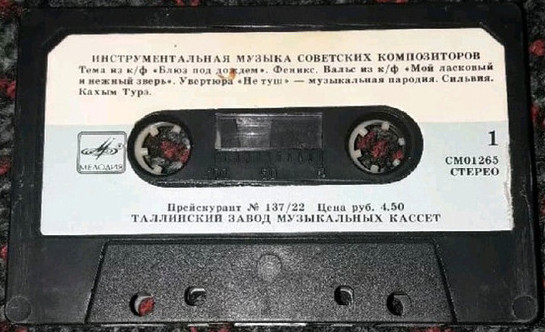 ИНСТРУМЕНТАЛЬНАЯ МУЗЫКА СОВЕТСКИХ КОМПОЗИТОРОВ
Тема из к/ф «Блюз под дождем». Феникс. Вальс из к/ф «Мой ласковый
и нежный зверь». Увертюра «Не туш» — музыкальная пародия. Сильвия.
Кахым Турэ.
1
МЕЛОДИЯ
СМ01265
СТЕРЕО
Прейскурант № 137/22 Цена руб. 4.50
ТАЛЛИНСКИЙ ЗАВОД МУЗЫКАЛЬНЫХ КАССЕТ